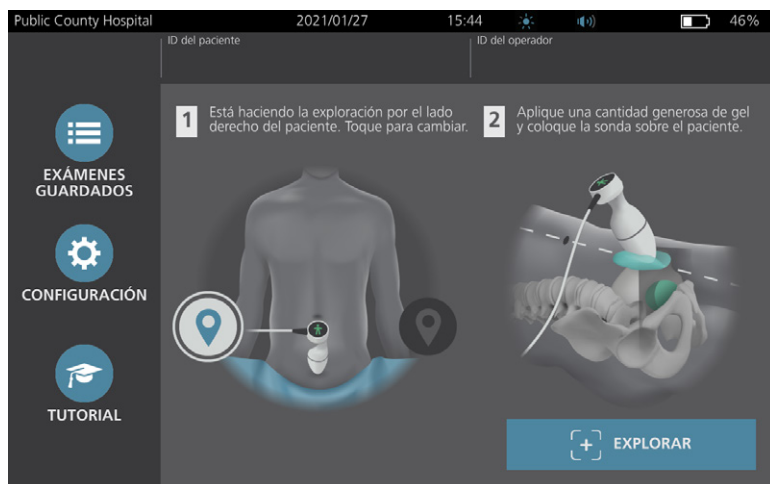 Public County Hospital 2021/01/27 15:44 46%
ID del paciente ID del operador
1 Está haciendo la exploración por el lado
derecho del paciente. Toque para cambiar.
2 Aplique una cantidad generosa de gel
y coloque la sonda sobre el paciente.
EXÁMENES
GUARDADOS
CONFIGURACIÓN
TUTORIAL
EXPLORAR